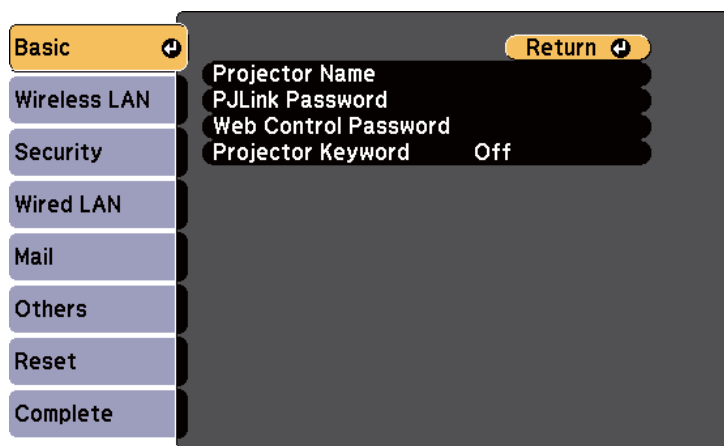 Basic
Wireless LAN
Security
Wired LAN
Mail
Others
Reset
Complete
Return
Projector Name
PJLink Password
Web Control Password
Projector Keyword Off